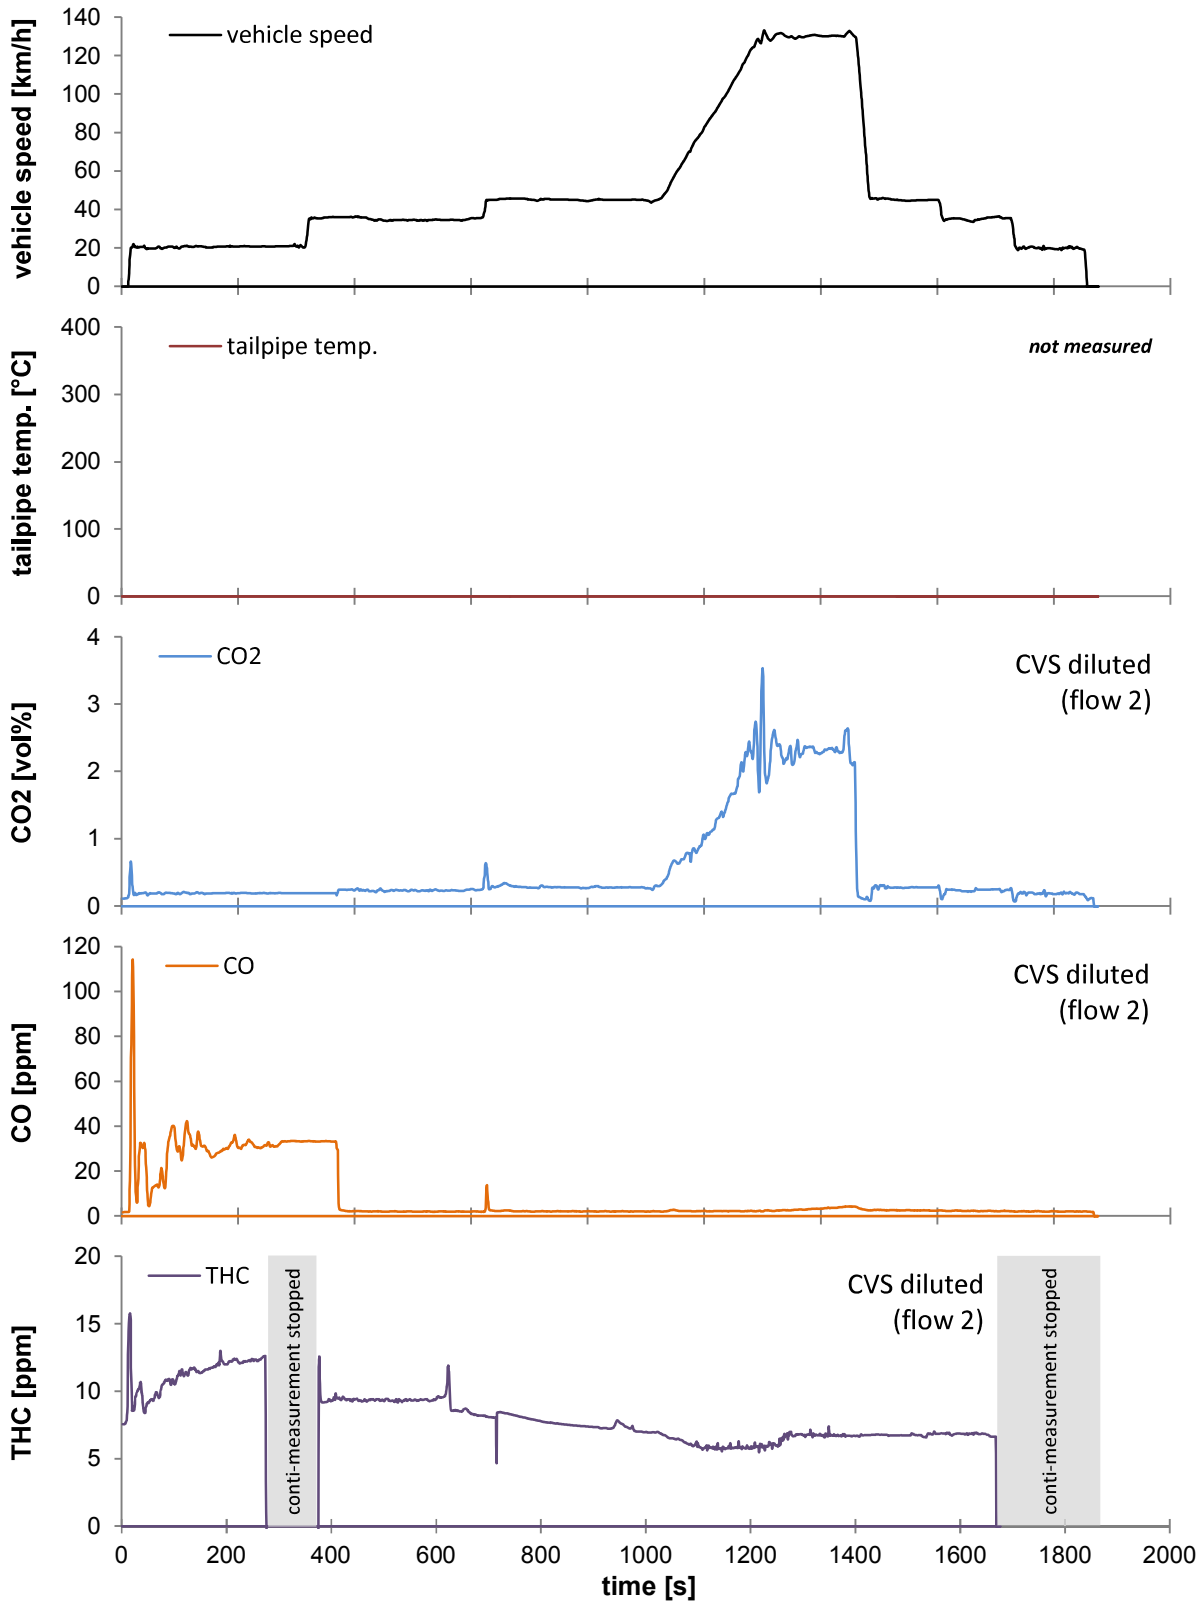 vehicle speed [km/h]
140
120
100
80
60
40
20
0
vehicle speed
tailpipe temp. [°C]
400
300
200
100
0
tailpipe temp.
not measured
CO2 [vol%]
4
3
2
1
0
CO2
CVS diluted
(flow 2)
CO [ppm]
120
100
80
60
40
20
0
CO
CVS diluted
(flow 2)
THC [ppm]
20
15
10
5
0
THC
conti-measurement stopped
CVS diluted
(flow 2)
conti-measurement stopped
0 200 400 600 800 1000 1200 1400 1600 1800 2000
time [s]